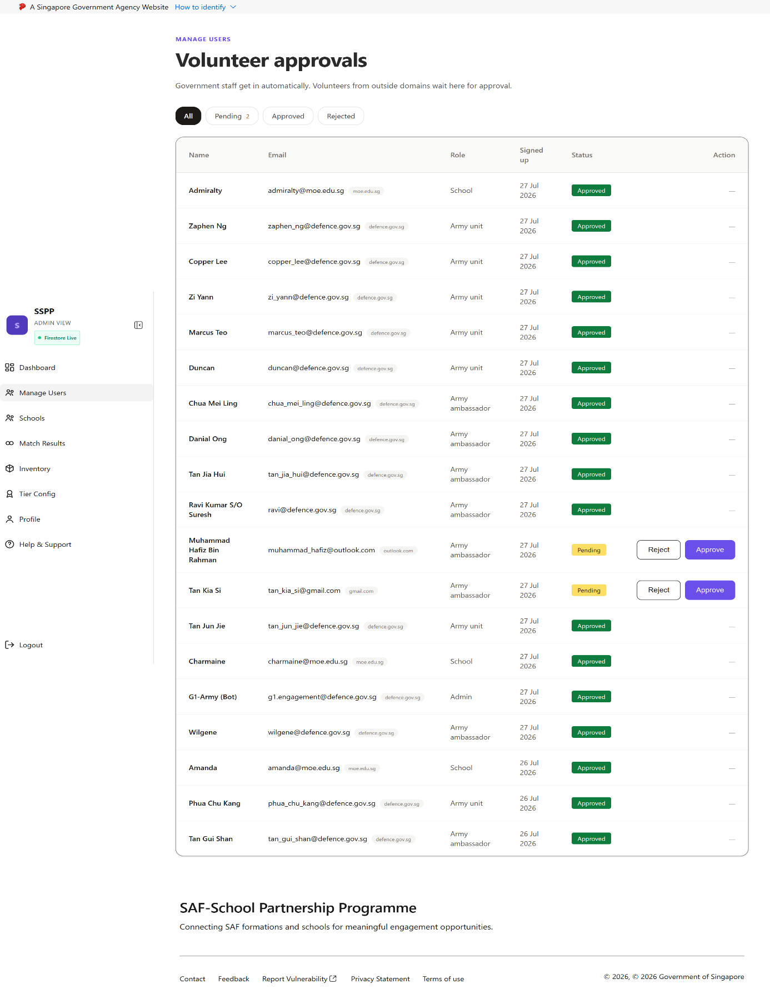 A Singapore Government Agency Website How to identify
MANAGE USERS
Volunteer approvals
Government staff get in automatically. Volunteers from outside domains wait here for approval.
All Pending 2 Approved Rejected
Name Email Role Signed up Status Action
Admiralty admiralty@moe.edu.sg moe.edu.sg School 27 Jul 2026 Approved —
Zaphen Ng zaphen_ng@defence.gov.sg defence.gov.sg Army unit 27 Jul 2026 Approved —
Copper Lee copper_lee@defence.gov.sg defence.gov.sg Army unit 27 Jul 2026 Approved —
Zi Yann zi_yann@defence.gov.sg defence.gov.sg Army unit 27 Jul 2026 Approved —
Marcus Teo marcus_teo@defence.gov.sg defence.gov.sg Army unit 27 Jul 2026 Approved —
Duncan duncan@defence.gov.sg defence.gov.sg Army unit 27 Jul 2026 Approved —
Chua Mei Ling chua_mei_ling@defence.gov.sg defence.gov.sg Army ambassador 27 Jul 2026 Approved —
Danial Ong danial_ong@defence.gov.sg defence.gov.sg Army ambassador 27 Jul 2026 Approved —
Tan Jia Hui tan_jia_hui@defence.gov.sg defence.gov.sg Army ambassador 27 Jul 2026 Approved —
Ravi Kumar S/O Suresh ravi@defence.gov.sg defence.gov.sg Army ambassador 27 Jul 2026 Approved —
Muhammad Hafiz Bin Rahman muhammad_hafiz@outlook.com outlook.com Army ambassador 27 Jul 2026 Pending Reject Approve
Tan Kia Si tan_kia_si@gmail.com gmail.com Army ambassador 27 Jul 2026 Pending Reject Approve
Tan Jun Jie tan_jun_jie@defence.gov.sg defence.gov.sg Army unit 27 Jul 2026 Approved —
Charmaine charmaine@moe.edu.sg moe.edu.sg School 27 Jul 2026 Approved —
G1-Army (Bot) g1.engagement@defence.gov.sg defence.gov.sg Admin 27 Jul 2026 Approved —
Wilgene wilgene@defence.gov.sg defence.gov.sg Army ambassador 27 Jul 2026 Approved —
Amanda amanda@moe.edu.sg moe.edu.sg School 26 Jul 2026 Approved —
Phua Chu Kang phua_chu_kang@defence.gov.sg defence.gov.sg Army unit 26 Jul 2026 Approved —
Tan Gui Shan tan_gui_shan@defence.gov.sg defence.gov.sg Army ambassador 26 Jul 2026 Approved —
S
SSPP
ADMIN VIEW
Firestore Live
Dashboard
Manage Users
Schools
Match Results
Inventory
Tier Config
Profile
Help & Support
Logout
SAF-School Partnership Programme
Connecting SAF formations and schools for meaningful engagement opportunities.
Contact Feedback Report Vulnerability Privacy Statement Terms of use
© 2026, © 2026 Government of Singapore